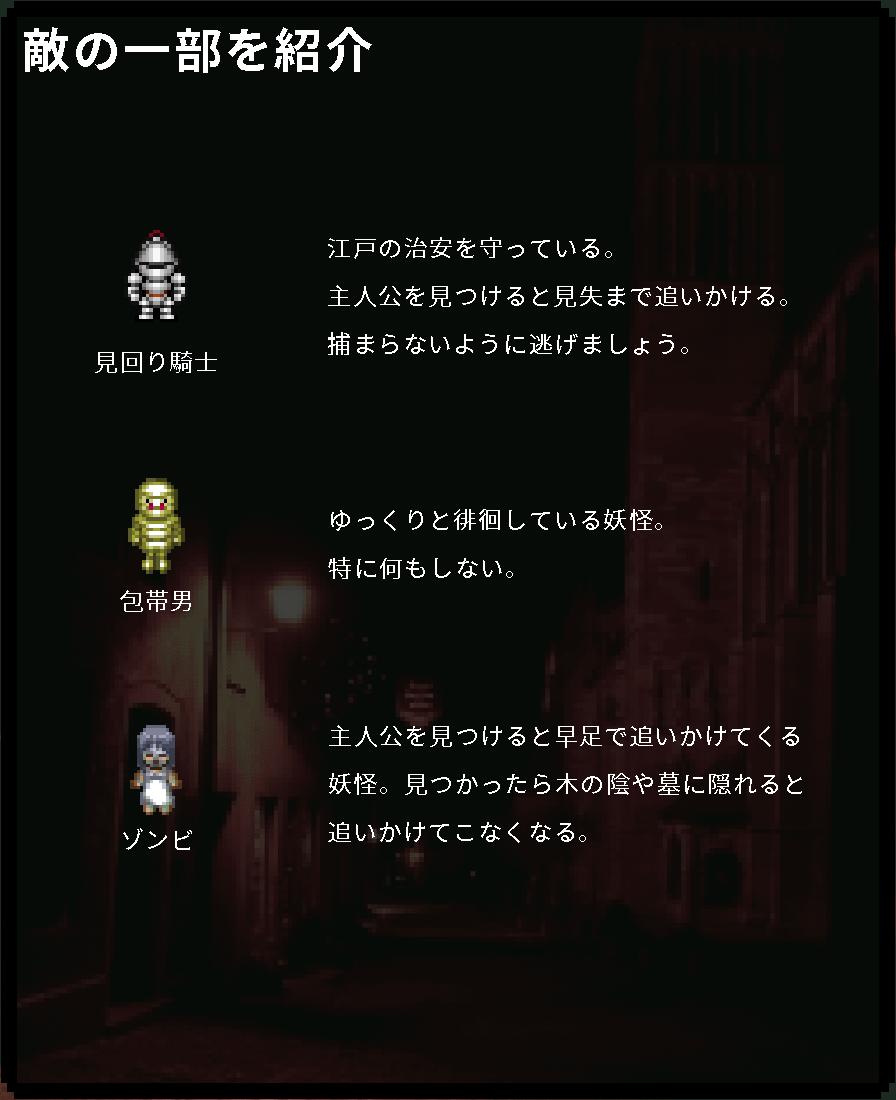 敵の一部を紹介
江戸の治安を守っている。
主人公を見つけると見失まで追いかける。
捕まらないように逃げましょう。
見回り騎士
ゆっくりと徘徊している妖怪。
特に何もしない。
包帯男
主人公を見つけると早足で追いかけてくる
妖怪。見つかったら木の陰や墓に隠れると
追いかけてこなくなる。
ゾンビ